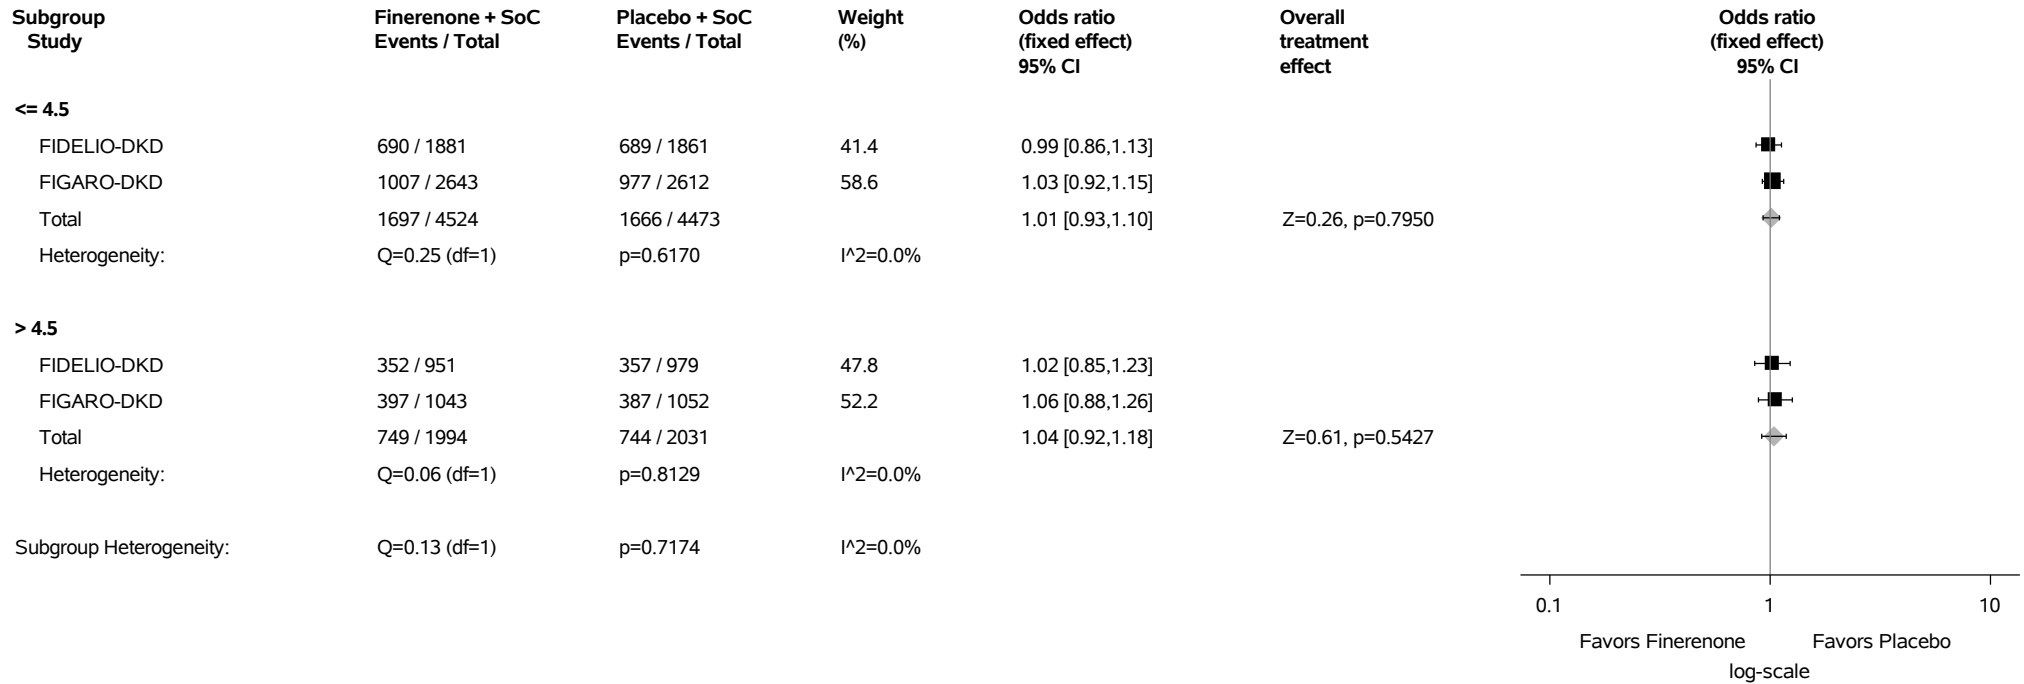 Subgroup Finerenone + SoC Placebo + SoC Weight Odds ratio Overall Odds ratio
Study Events / Total Events / Total (%) (fixed effect) treatment (fixed effect)
95% CI effect 95% CI
<= 4.5
FIDELIO-DKD 690 / 1881 689 / 1861 41.4 0.99 [0.86,1.13]
FIGARO-DKD 1007 / 2643 977 / 2612 58.6 1.03 [0.92,1.15]
Total 1697 / 4524 1666 / 4473 1.01 [0.93,1.10] Z=0.26, p=0.7950
Heterogeneity: Q=0.25 (df=1) p=0.6170 I^2=0.0%
> 4.5
FIDELIO-DKD 352 / 951 357 / 979 47.8 1.02 [0.85,1.23]
FIGARO-DKD 397 / 1043 387 / 1052 52.2 1.06 [0.88,1.26]
Total 749 / 1994 744 / 2031 1.04 [0.92,1.18] Z=0.61, p=0.5427
Heterogeneity: Q=0.06 (df=1) p=0.8129 I^2=0.0%
Subgroup Heterogeneity: Q=0.13 (df=1) p=0.7174 I^2=0.0%
0.1 1 10
Favors Finerenone Favors Placebo
log-scale